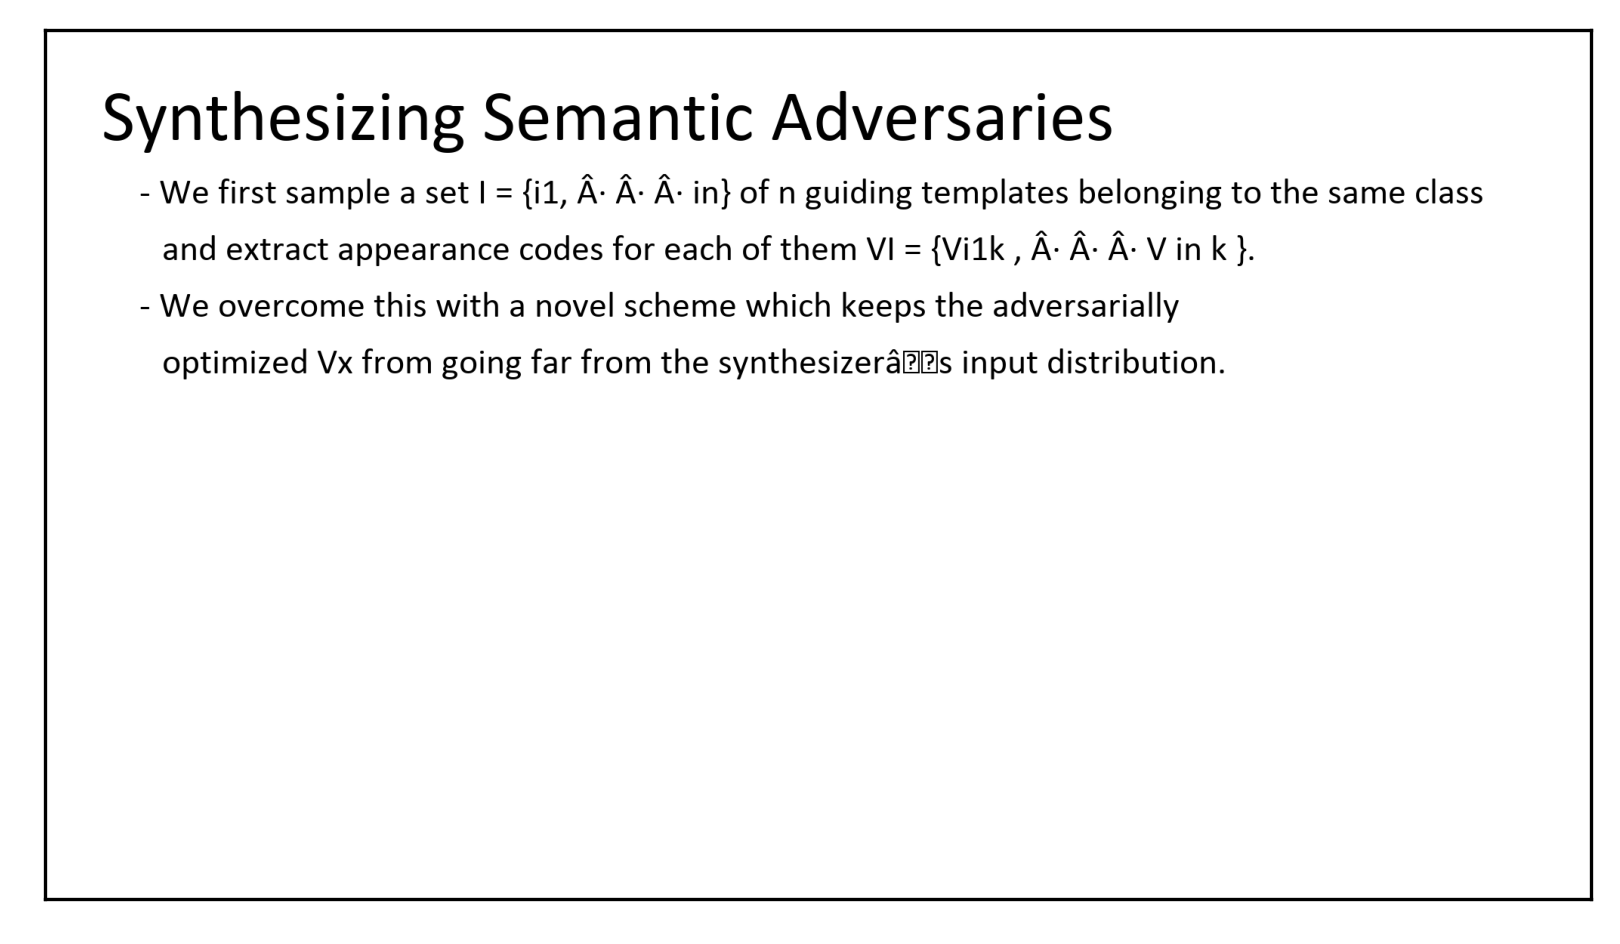 Synthesizing Semantic Adversaries
- We first sample a set I = {i1, Â· Â· Â· in} of n guiding templates belonging to the same class
and extract appearance codes for each of them VI = {Vi1k , Â· Â· Â· V in k }.
- We overcome this with a novel scheme which keeps the adversarially
optimized Vx from going far from the synthesizerâ��s input distribution.